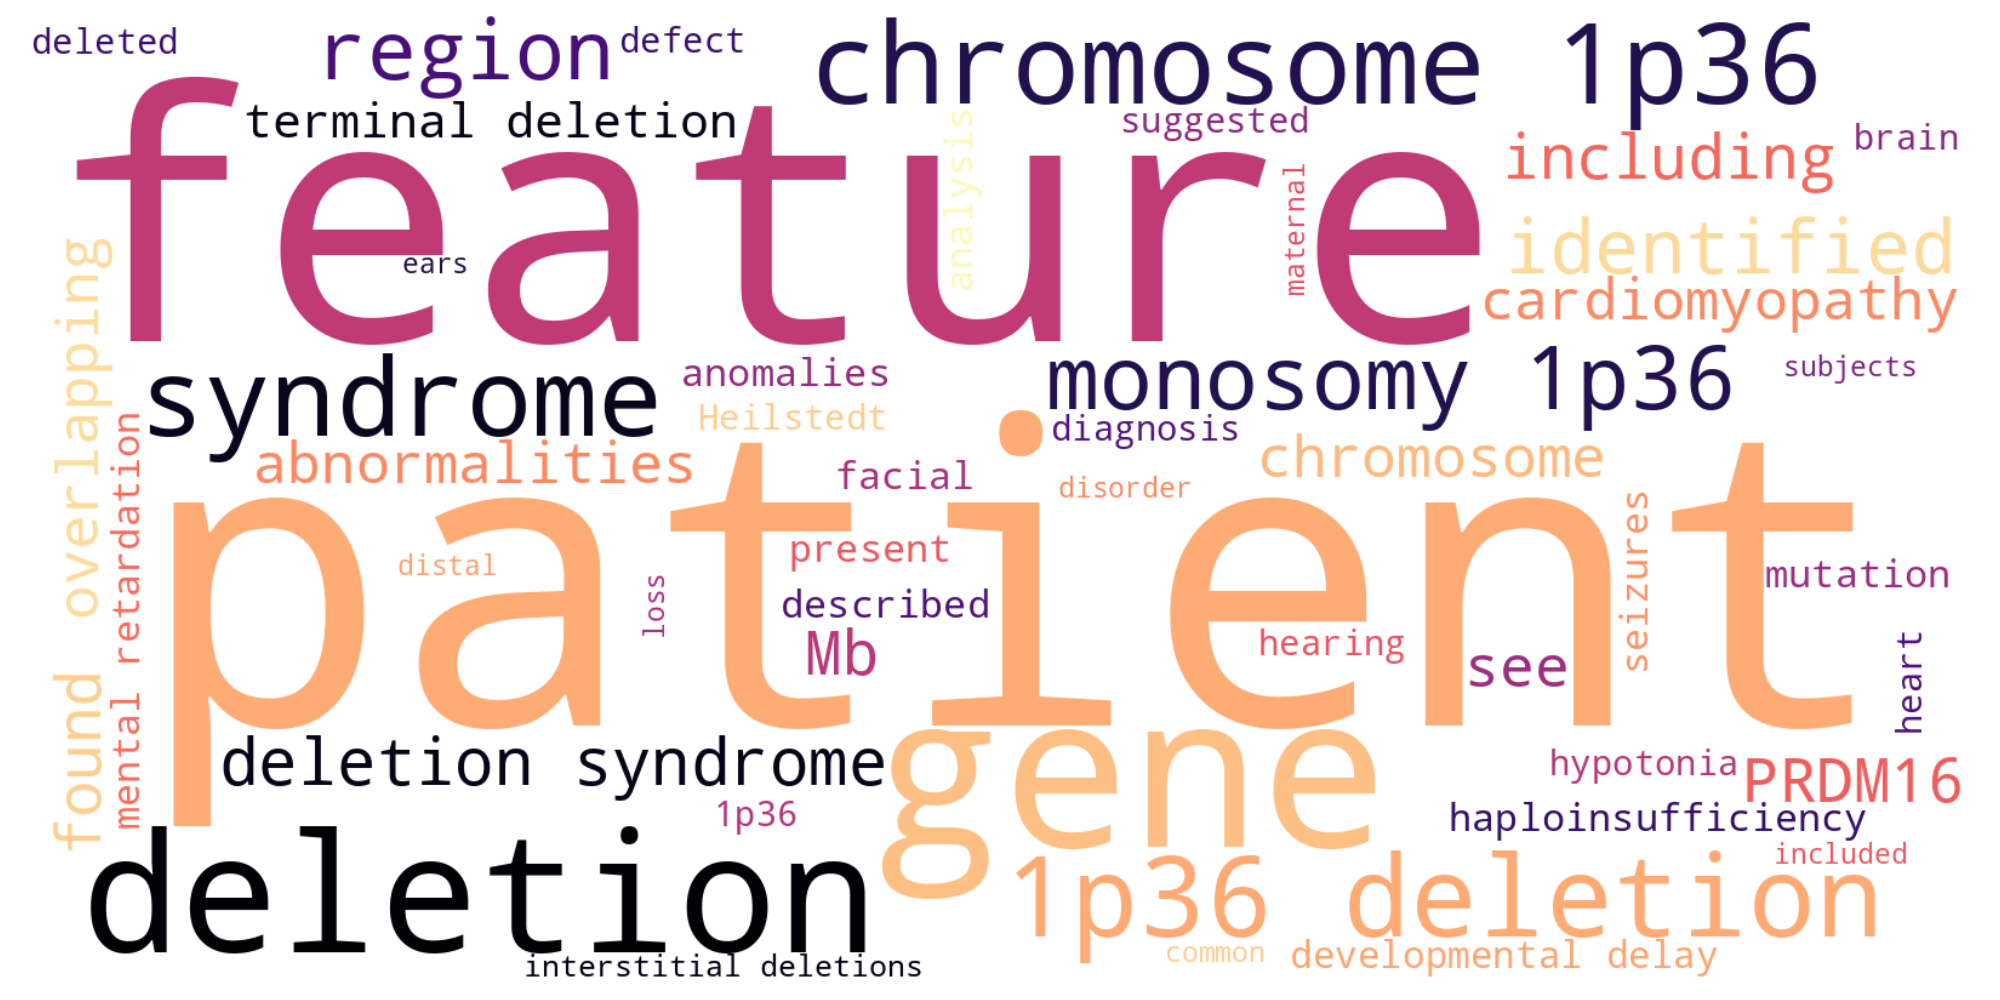 deleted
region
defect
chromosome 1p36
terminal deletion
suggested
analysis
including
brain
feature
maternal
identified
ears
cardiomyopathy
found overlapping
syndrome
anomalies
monosomy 1p36
subjects
Heilstedt
diagnosis
mental retardation
abnormalities
facial
disorder
chromosome
patient
seizures
present
distal
mutation
loss
described
Mb
hearing
see
heart
deletion syndrome
gene
hypotonia
PRDM16
1p36
haploinsufficiency
deletion
1p36 deletion
included
common
developmental delay
interstitial deletions